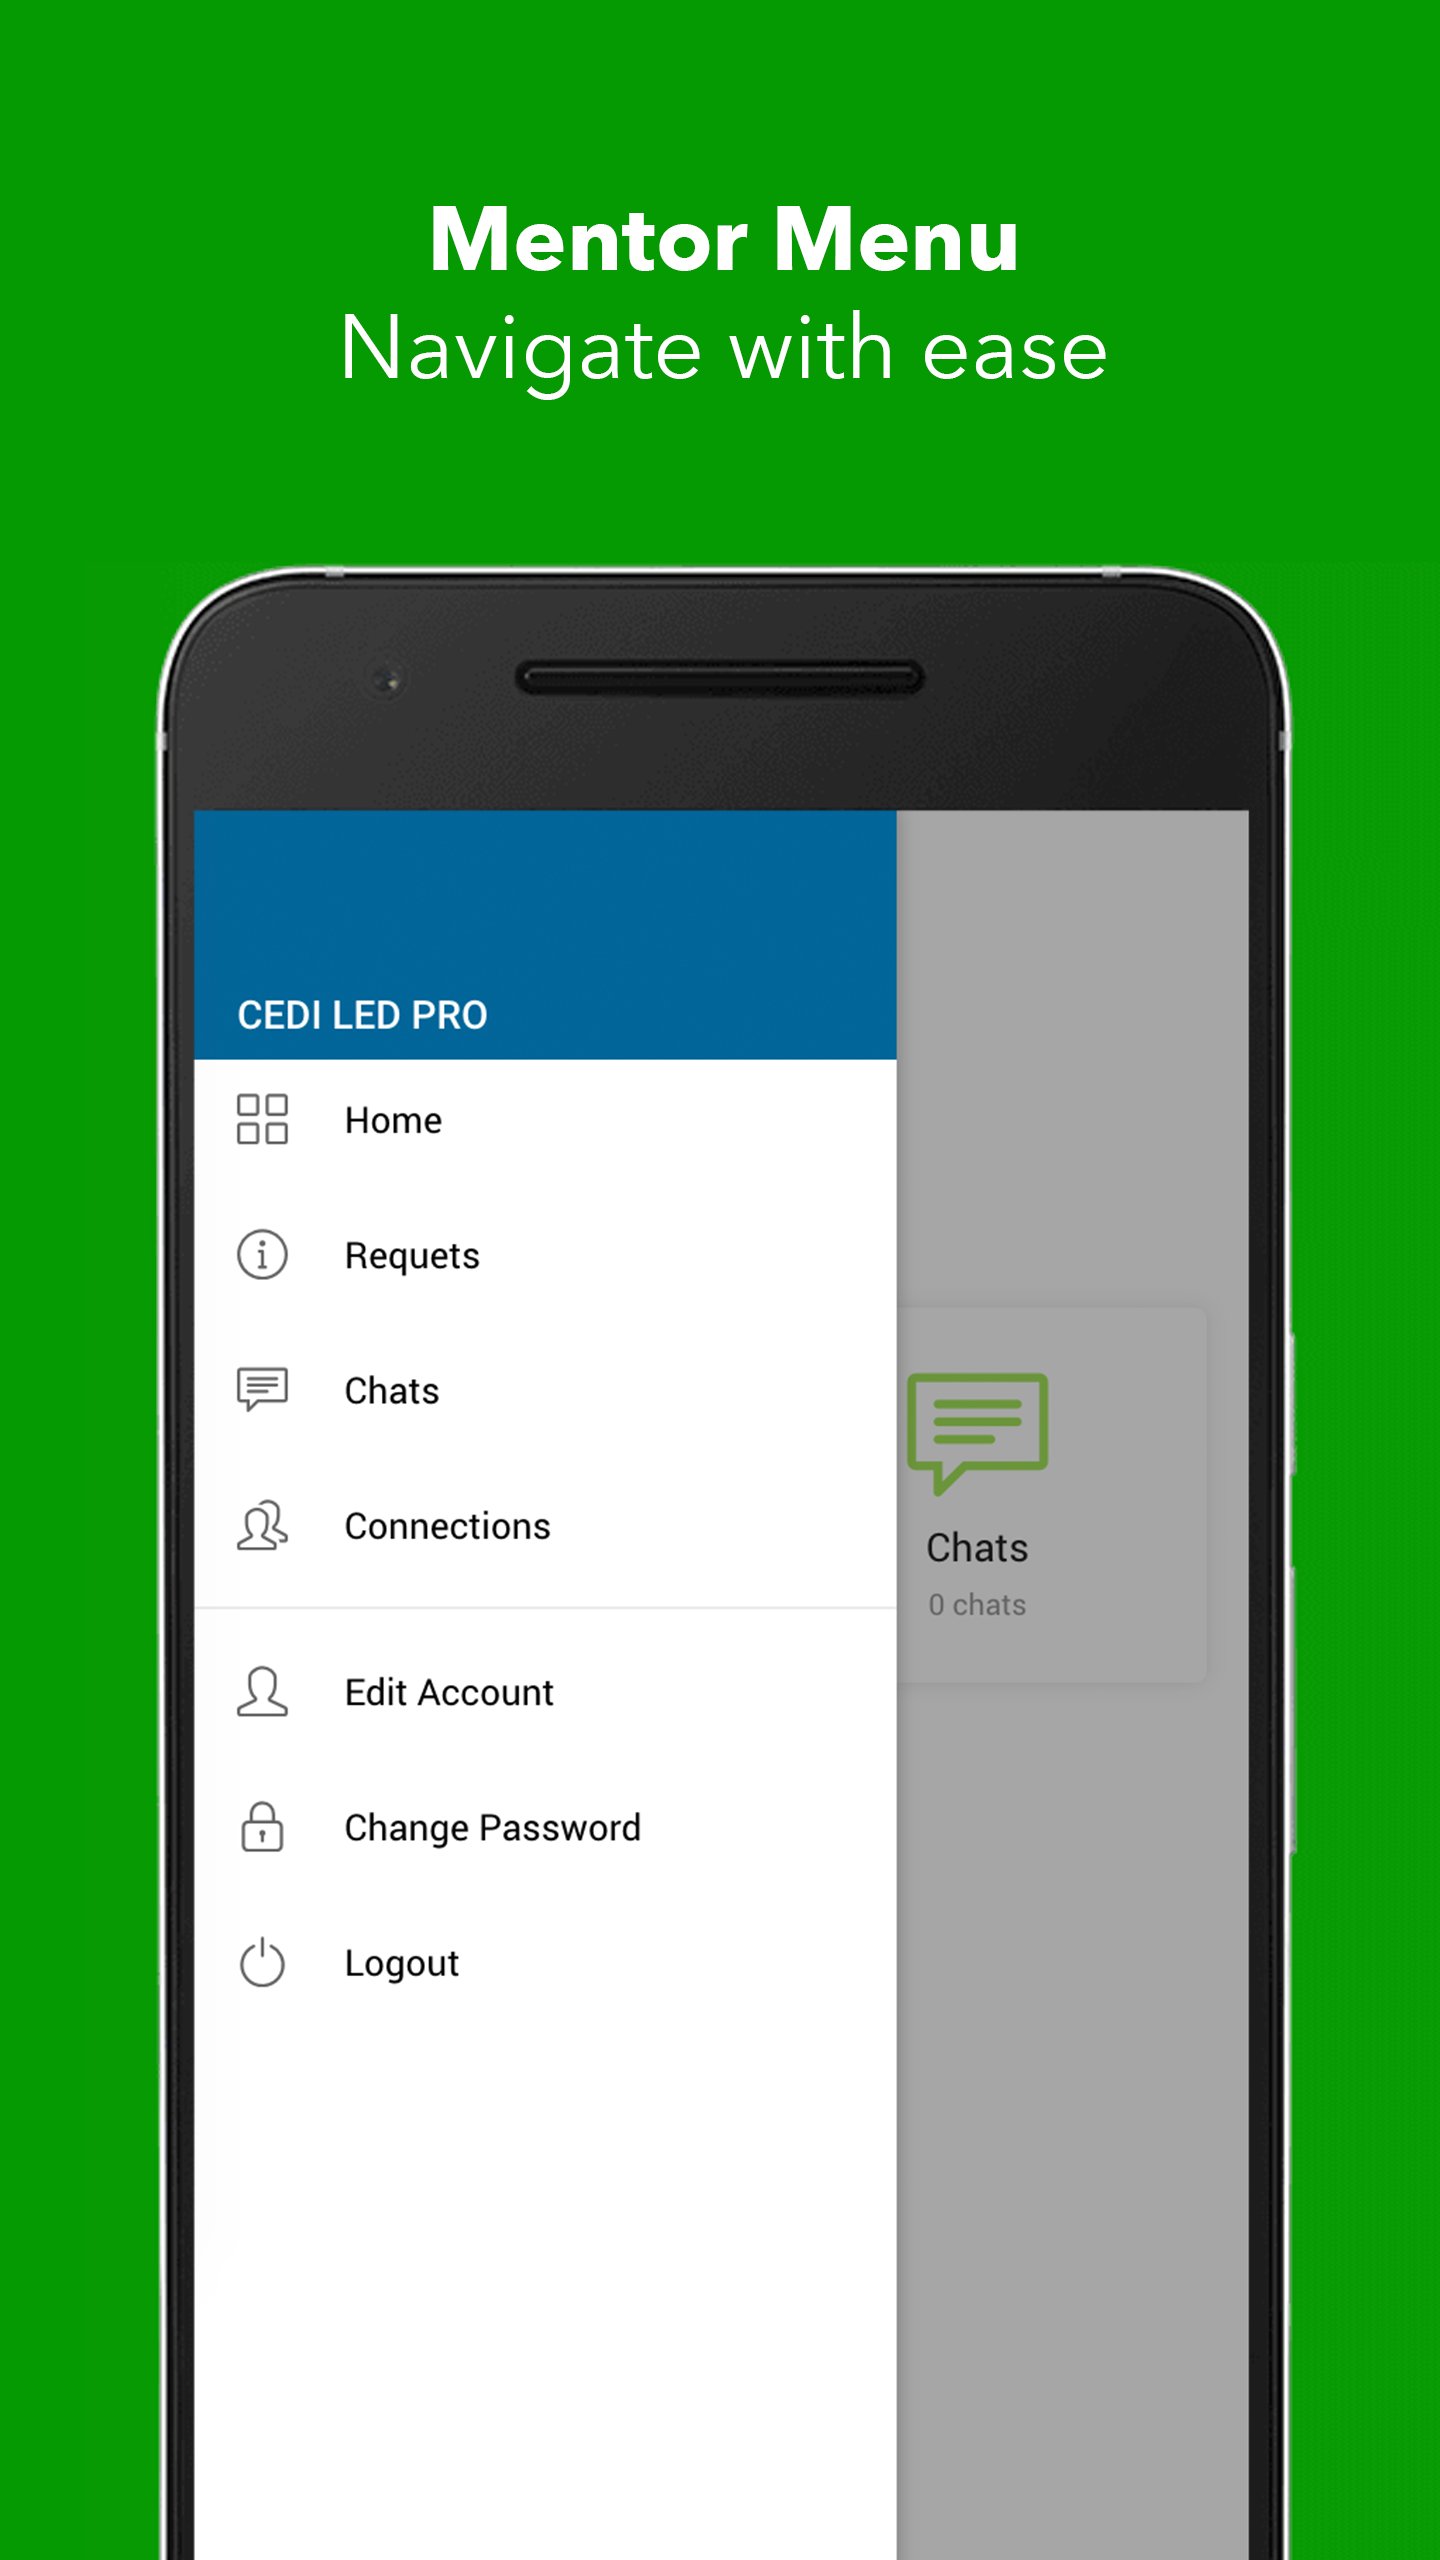 Mentor Menu
Navigate with ease
CEDI LED PRO
Home
Requets
Chats
Connections
Edit Account
Change Password
Logout
Chats
0 chats